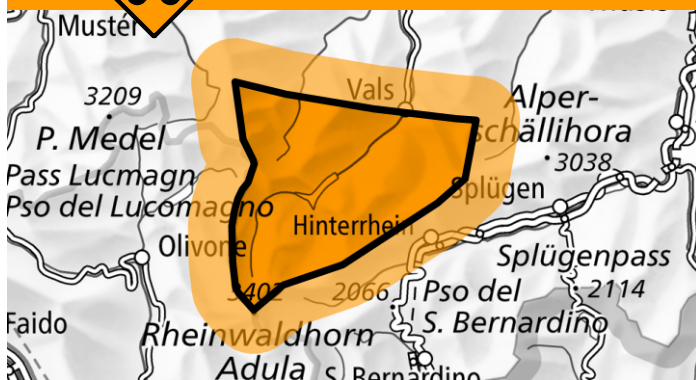 Mustér
3209
P. Medel
Pass Lucmagn
Pso del Lucomagno
Olivone
Vals
Alper-
schällihora
3038
Splügen
Hinterrhein
Splügenpass
2114
3402
2066
Pso del
S. Bernardino
Faido
Rheinwaldhorn
Adula
S. Bernardino